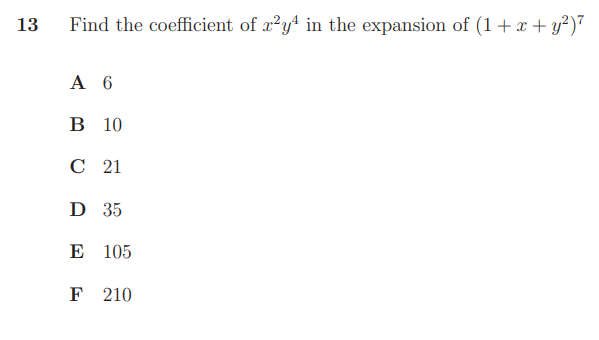 13 Find the coefficient of x²y⁴ in the expansion of (1 + x + y²)⁷
A 6
B 10
C 21
D 35
E 105
F 210